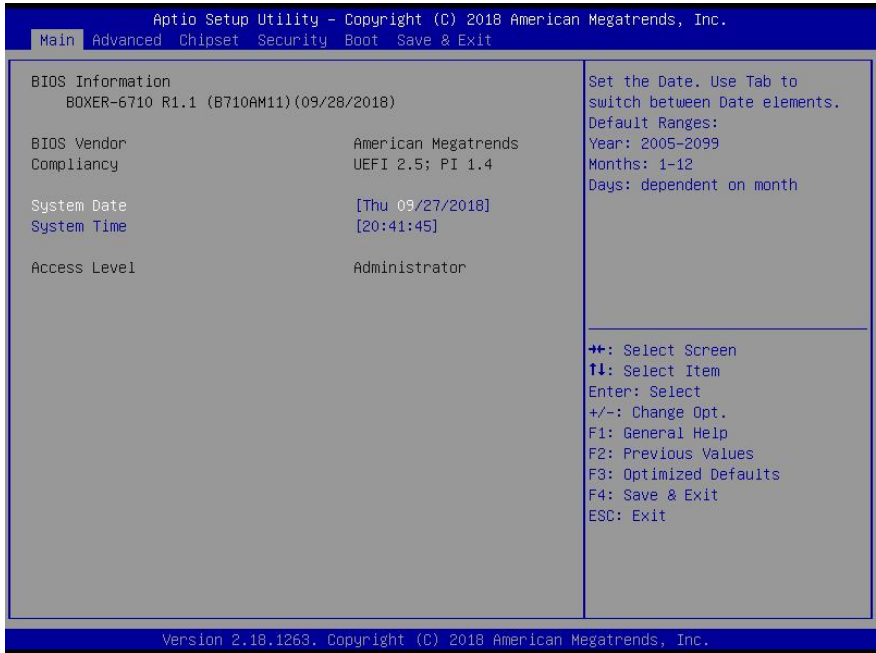 Aptio Setup Utility – Copyright (C) 2018 American Megatrends, Inc.
Main Advanced Chipset Security Boot Save & Exit
BIOS Information
BOXER-6710 R1.1 (B710AM11)(09/28/2018)
BIOS Vendor American Megatrends
Compliancy UEFI 2.5; PI 1.4
System Date [Thu 09/27/2018]
System Time [20:41:45]
Access Level Administrator
Set the Date. Use Tab to
switch between Date elements.
Default Ranges:
Year: 2005-2099
Months: 1-12
Days: dependent on month
→←: Select Screen
↑↓: Select Item
Enter: Select
+/-: Change Opt.
F1: General Help
F2: Previous Values
F3: Optimized Defaults
F4: Save & Exit
ESC: Exit
Version 2.18.1263. Copyright (C) 2018 American Megatrends, Inc.